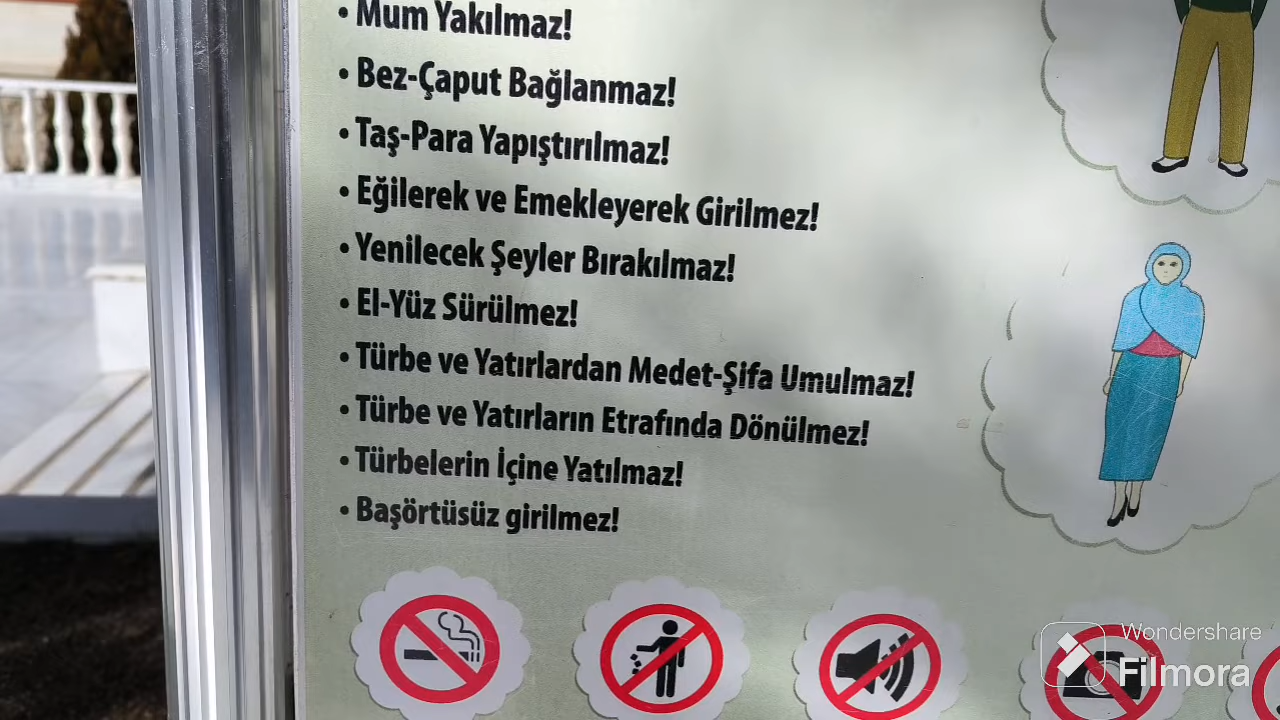 • Mum Yakılmaz!
• Bez-Çaput Bağlanmaz!
• Taş-Para Yapıştırılmaz!
• Eğilerek ve Emekleyerek Girilmez!
• Yenilecek Şeyler Bırakılmaz!
• El-Yüz Sürülmez!
• Türbe ve Yatırlardan Medet-Şifa Umulmaz!
• Türbe ve Yatırların Etrafında Dönülmez!
• Türbelerin İçine Yatılmaz!
• Başörtüsüz girilmez!
Wondershare
Filmora